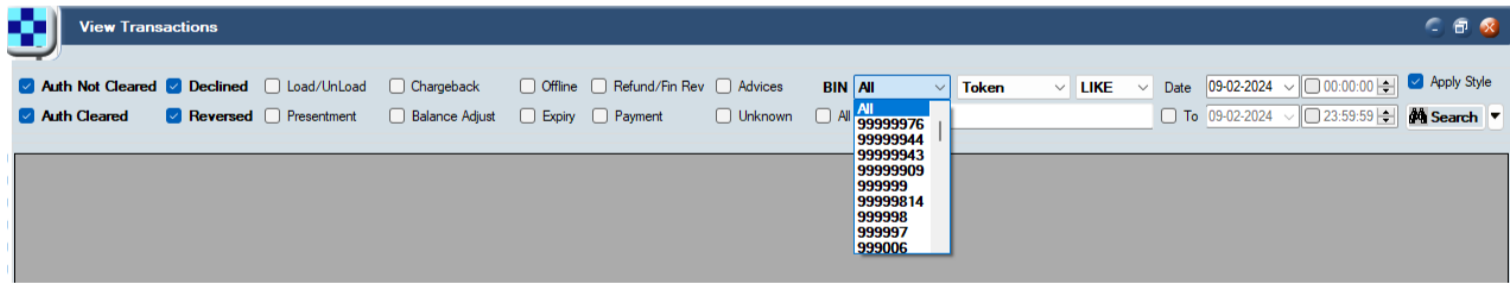 View Transactions
Auth Not Cleared Declined Load/UnLoad Chargeback Offline Refund/Fin Rev Advices BIN All Token LIKE Date 09-02-2024 00:00:00 Apply Style
Auth Cleared Reversed Presentment Balance Adjust Expiry Payment Unknown All To 09-02-2024 23:59:59 Search
All
99999976
99999944
99999943
99999909
999999
99999814
999998
999997
999006